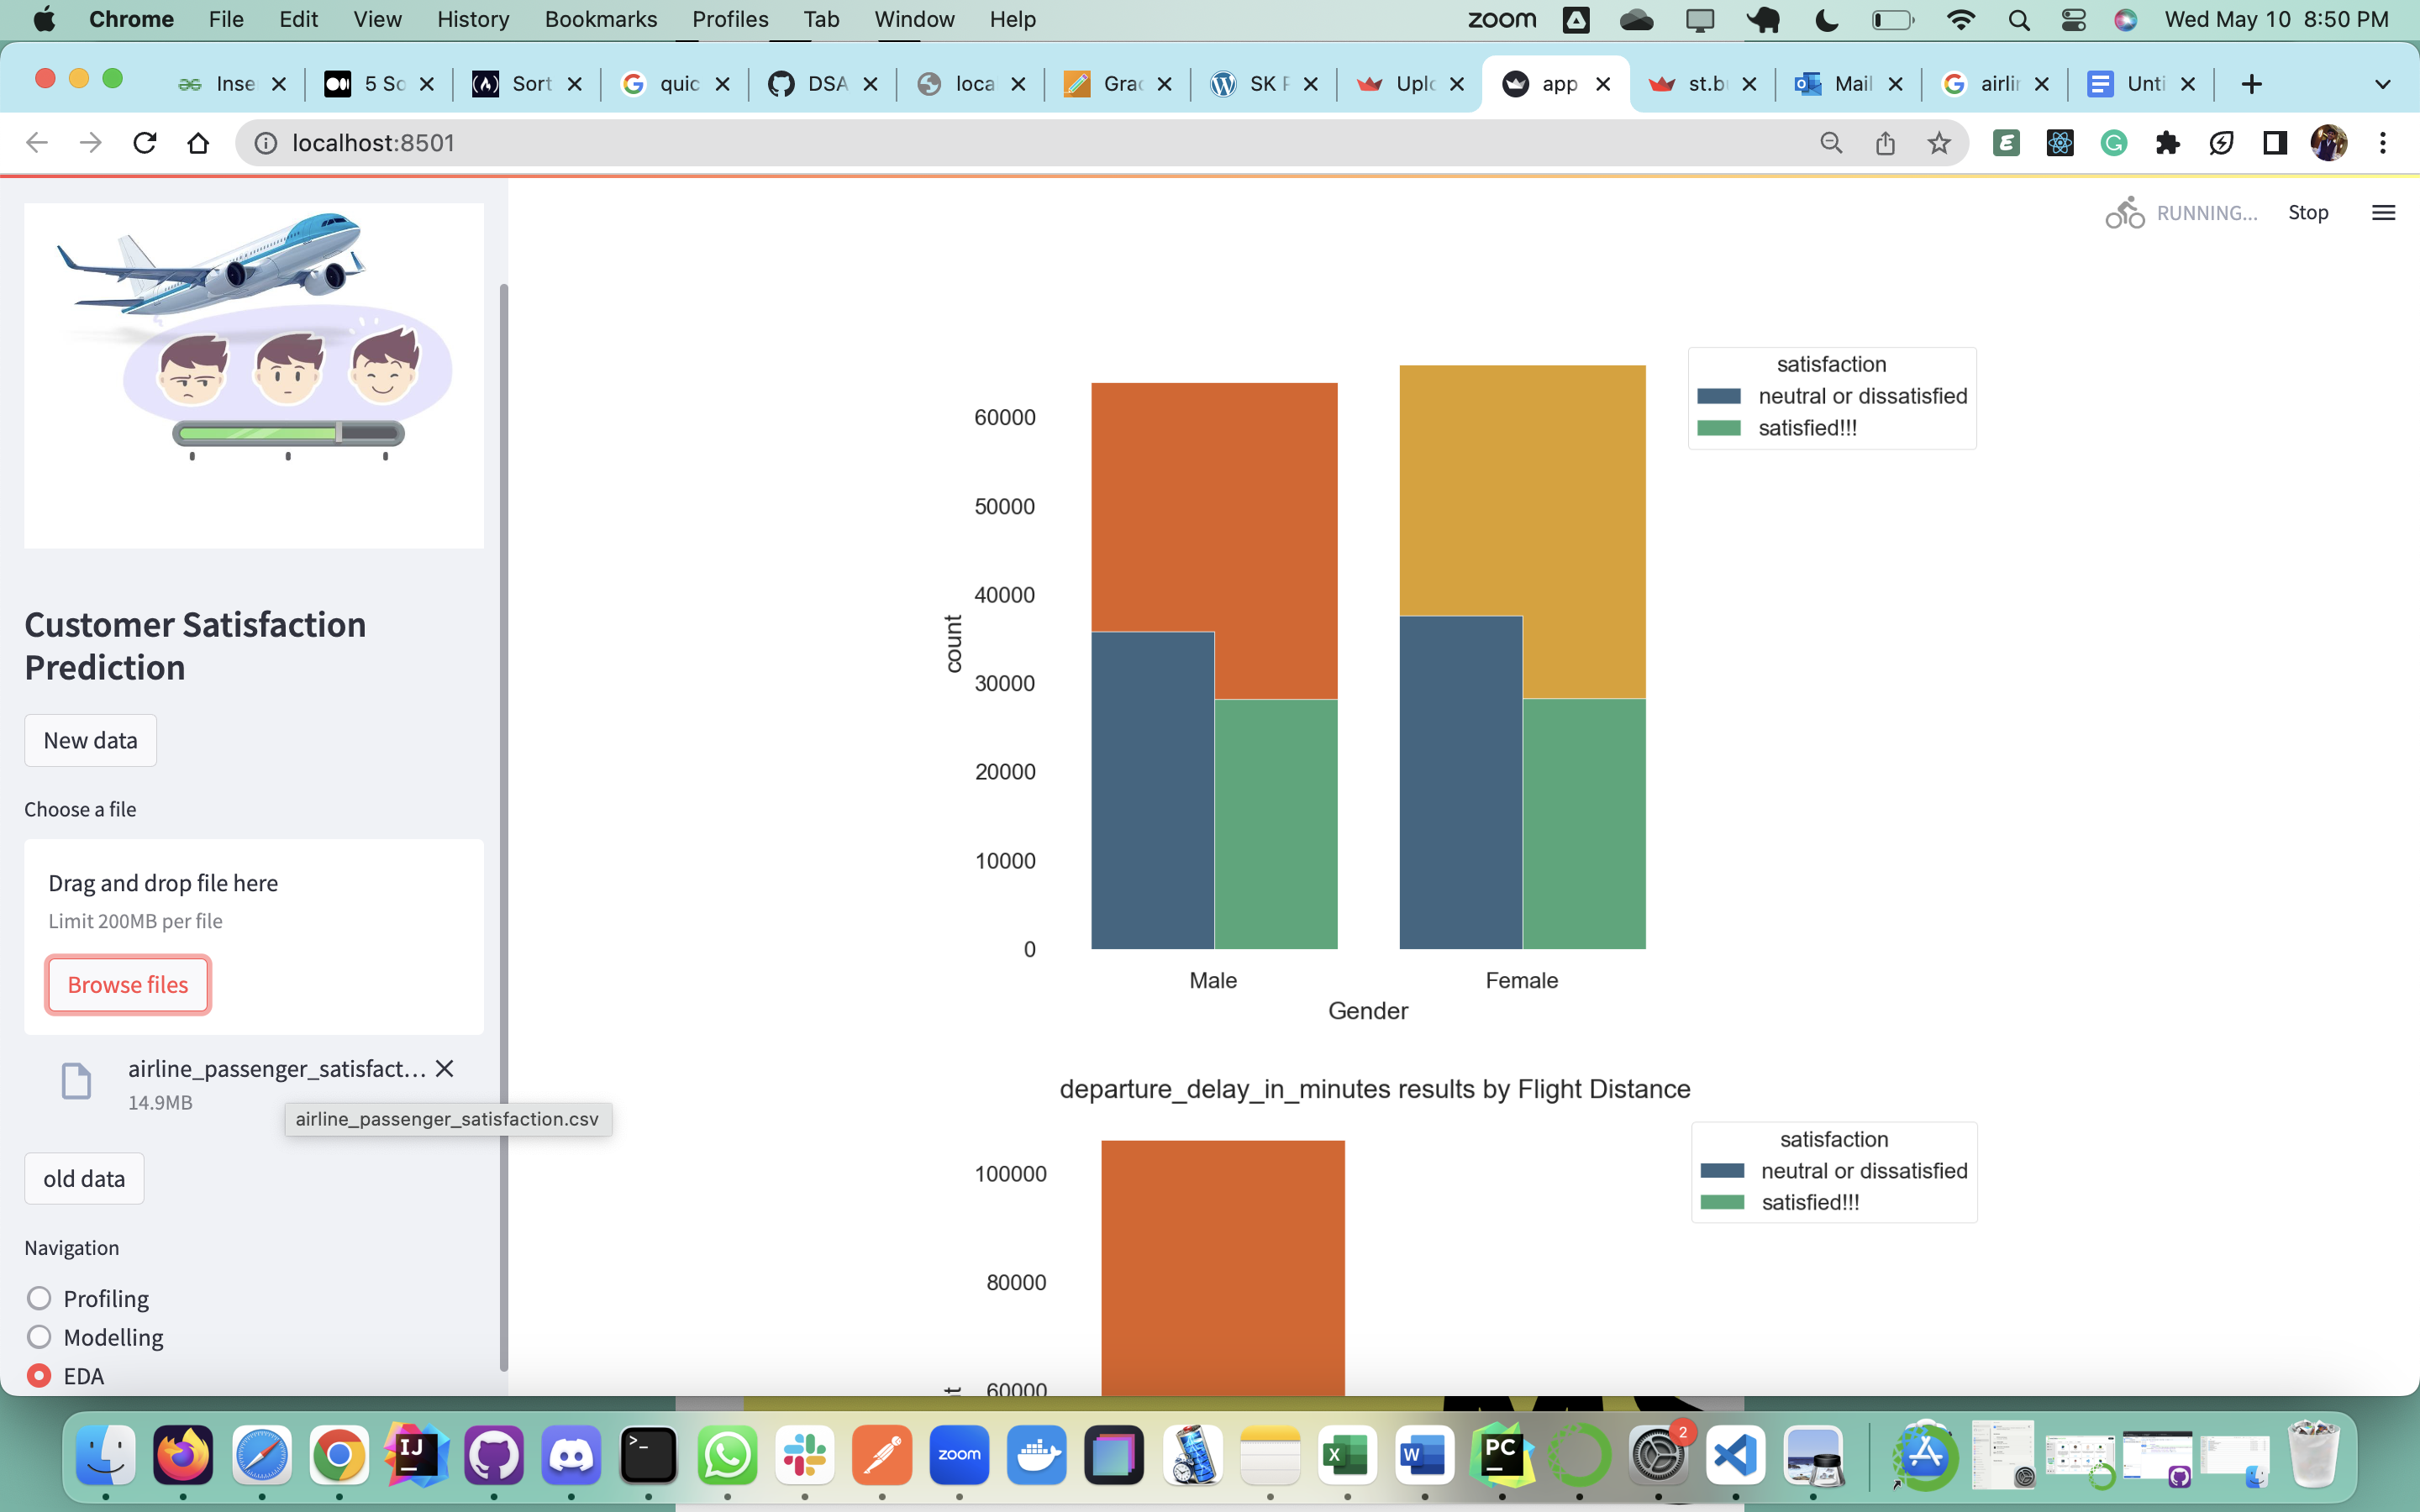 Chrome File Edit View History Bookmarks Profiles Tab Window Help zoom Wed May 10 8:50 PM
Inse 5 Sc Sort quic DSA loca Grac SK P Uplo app st.b Mail airlin Unti
localhost:8501
RUNNING... Stop
Customer Satisfaction
Prediction
New data
Choose a file
Drag and drop file here
Limit 200MB per file
Browse files
airline_passenger_satisfact...
14.9MB
airline_passenger_satisfaction.csv
old data
Navigation
Profiling
Modelling
EDA
satisfaction
neutral or dissatisfied
satisfied!!!
60000
50000
40000
30000
20000
10000
0
count
Male Female
Gender
departure_delay_in_minutes results by Flight Distance
satisfaction
neutral or dissatisfied
satisfied!!!
100000
80000
60000
IJ
>_
zoom
X
W
PC
2